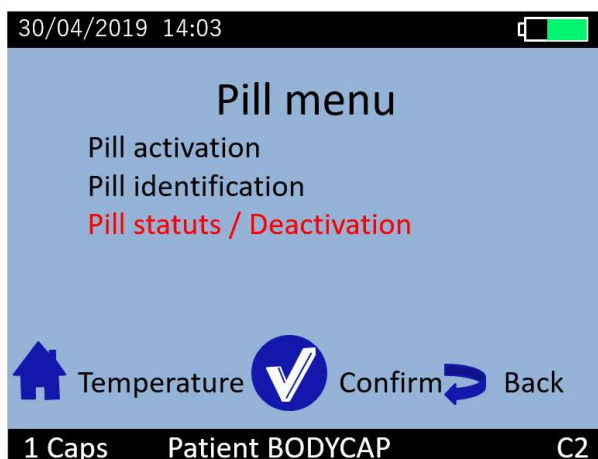 30/04/2019 14:03
Pill menu
Pill activation
Pill identification
Pill statuts / Deactivation
Temperature Confirm Back
1 Caps Patient BODYCAP C2